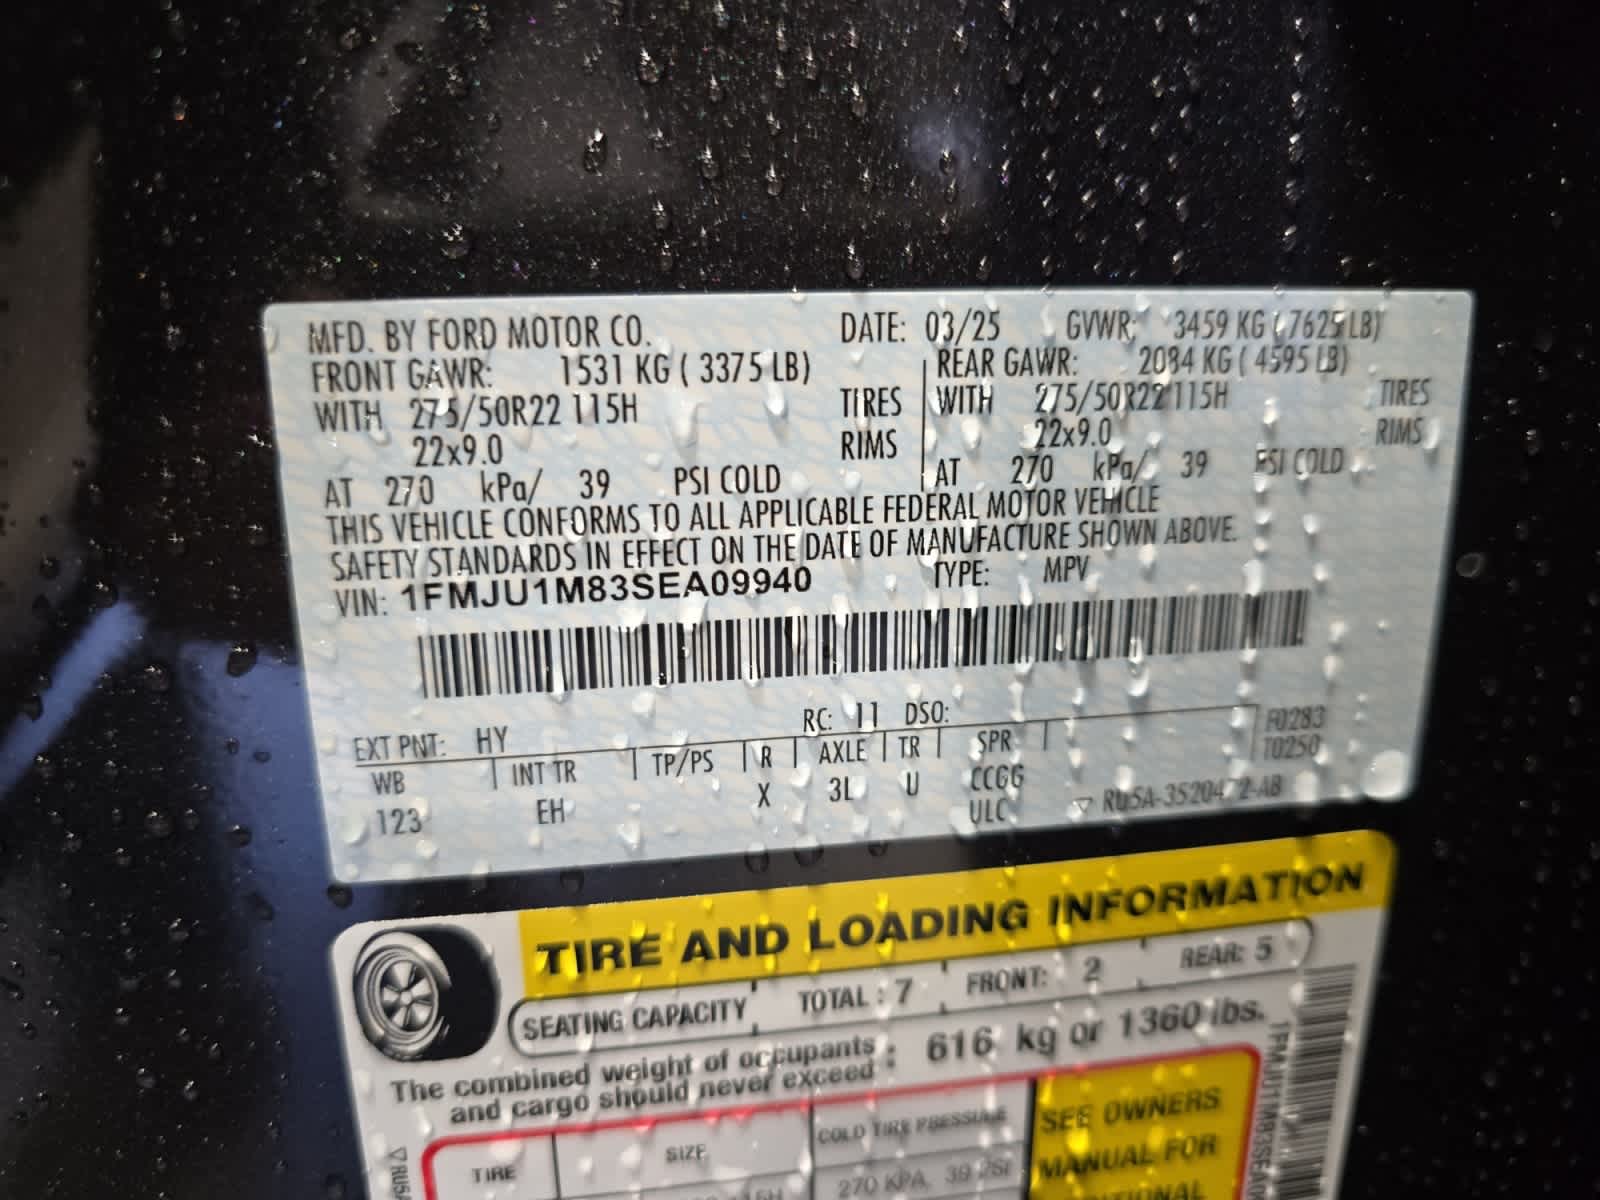 MFD. BY FORD MOTOR CO. DATE: 03/25 GVWR: 3459 KG (7625 LB)
FRONT GAWR: 1531 KG ( 3375 LB) REAR GAWR: 2084 KG ( 4595 LB)
WITH 275/50R22 115H TIRES WITH 275/50R22 115H TIRES
22x9.0 RIMS 22x9.0 RIMS
AT 270 kPa/ 39 PSI COLD AT 270 kPa/ 39 PSI COLD
THIS VEHICLE CONFORMS TO ALL APPLICABLE FEDERAL MOTOR VEHICLE
SAFETY STANDARDS IN EFFECT ON THE DATE OF MANUFACTURE SHOWN ABOVE.
VIN: 1FMJU1M83SEA09940 TYPE: MPV
RC: 11 DSO: F0283
EXT PNT: HY T0250
WB INT TR TP/PS R AXLE TR SPR
123 EH X 3L U CCGG
ULC
TIRE AND LOADING INFORMATION
SEATING CAPACITY TOTAL : 7 FRONT: 2 REAR: 5
The combined weight of occupants
and cargo should never exceed : 616 kg or 1360 lbs.
TIRE SIZE COLD TIRE PRESSURE SEE OWNERS
270 KPA, 39 PSI MANUAL FOR